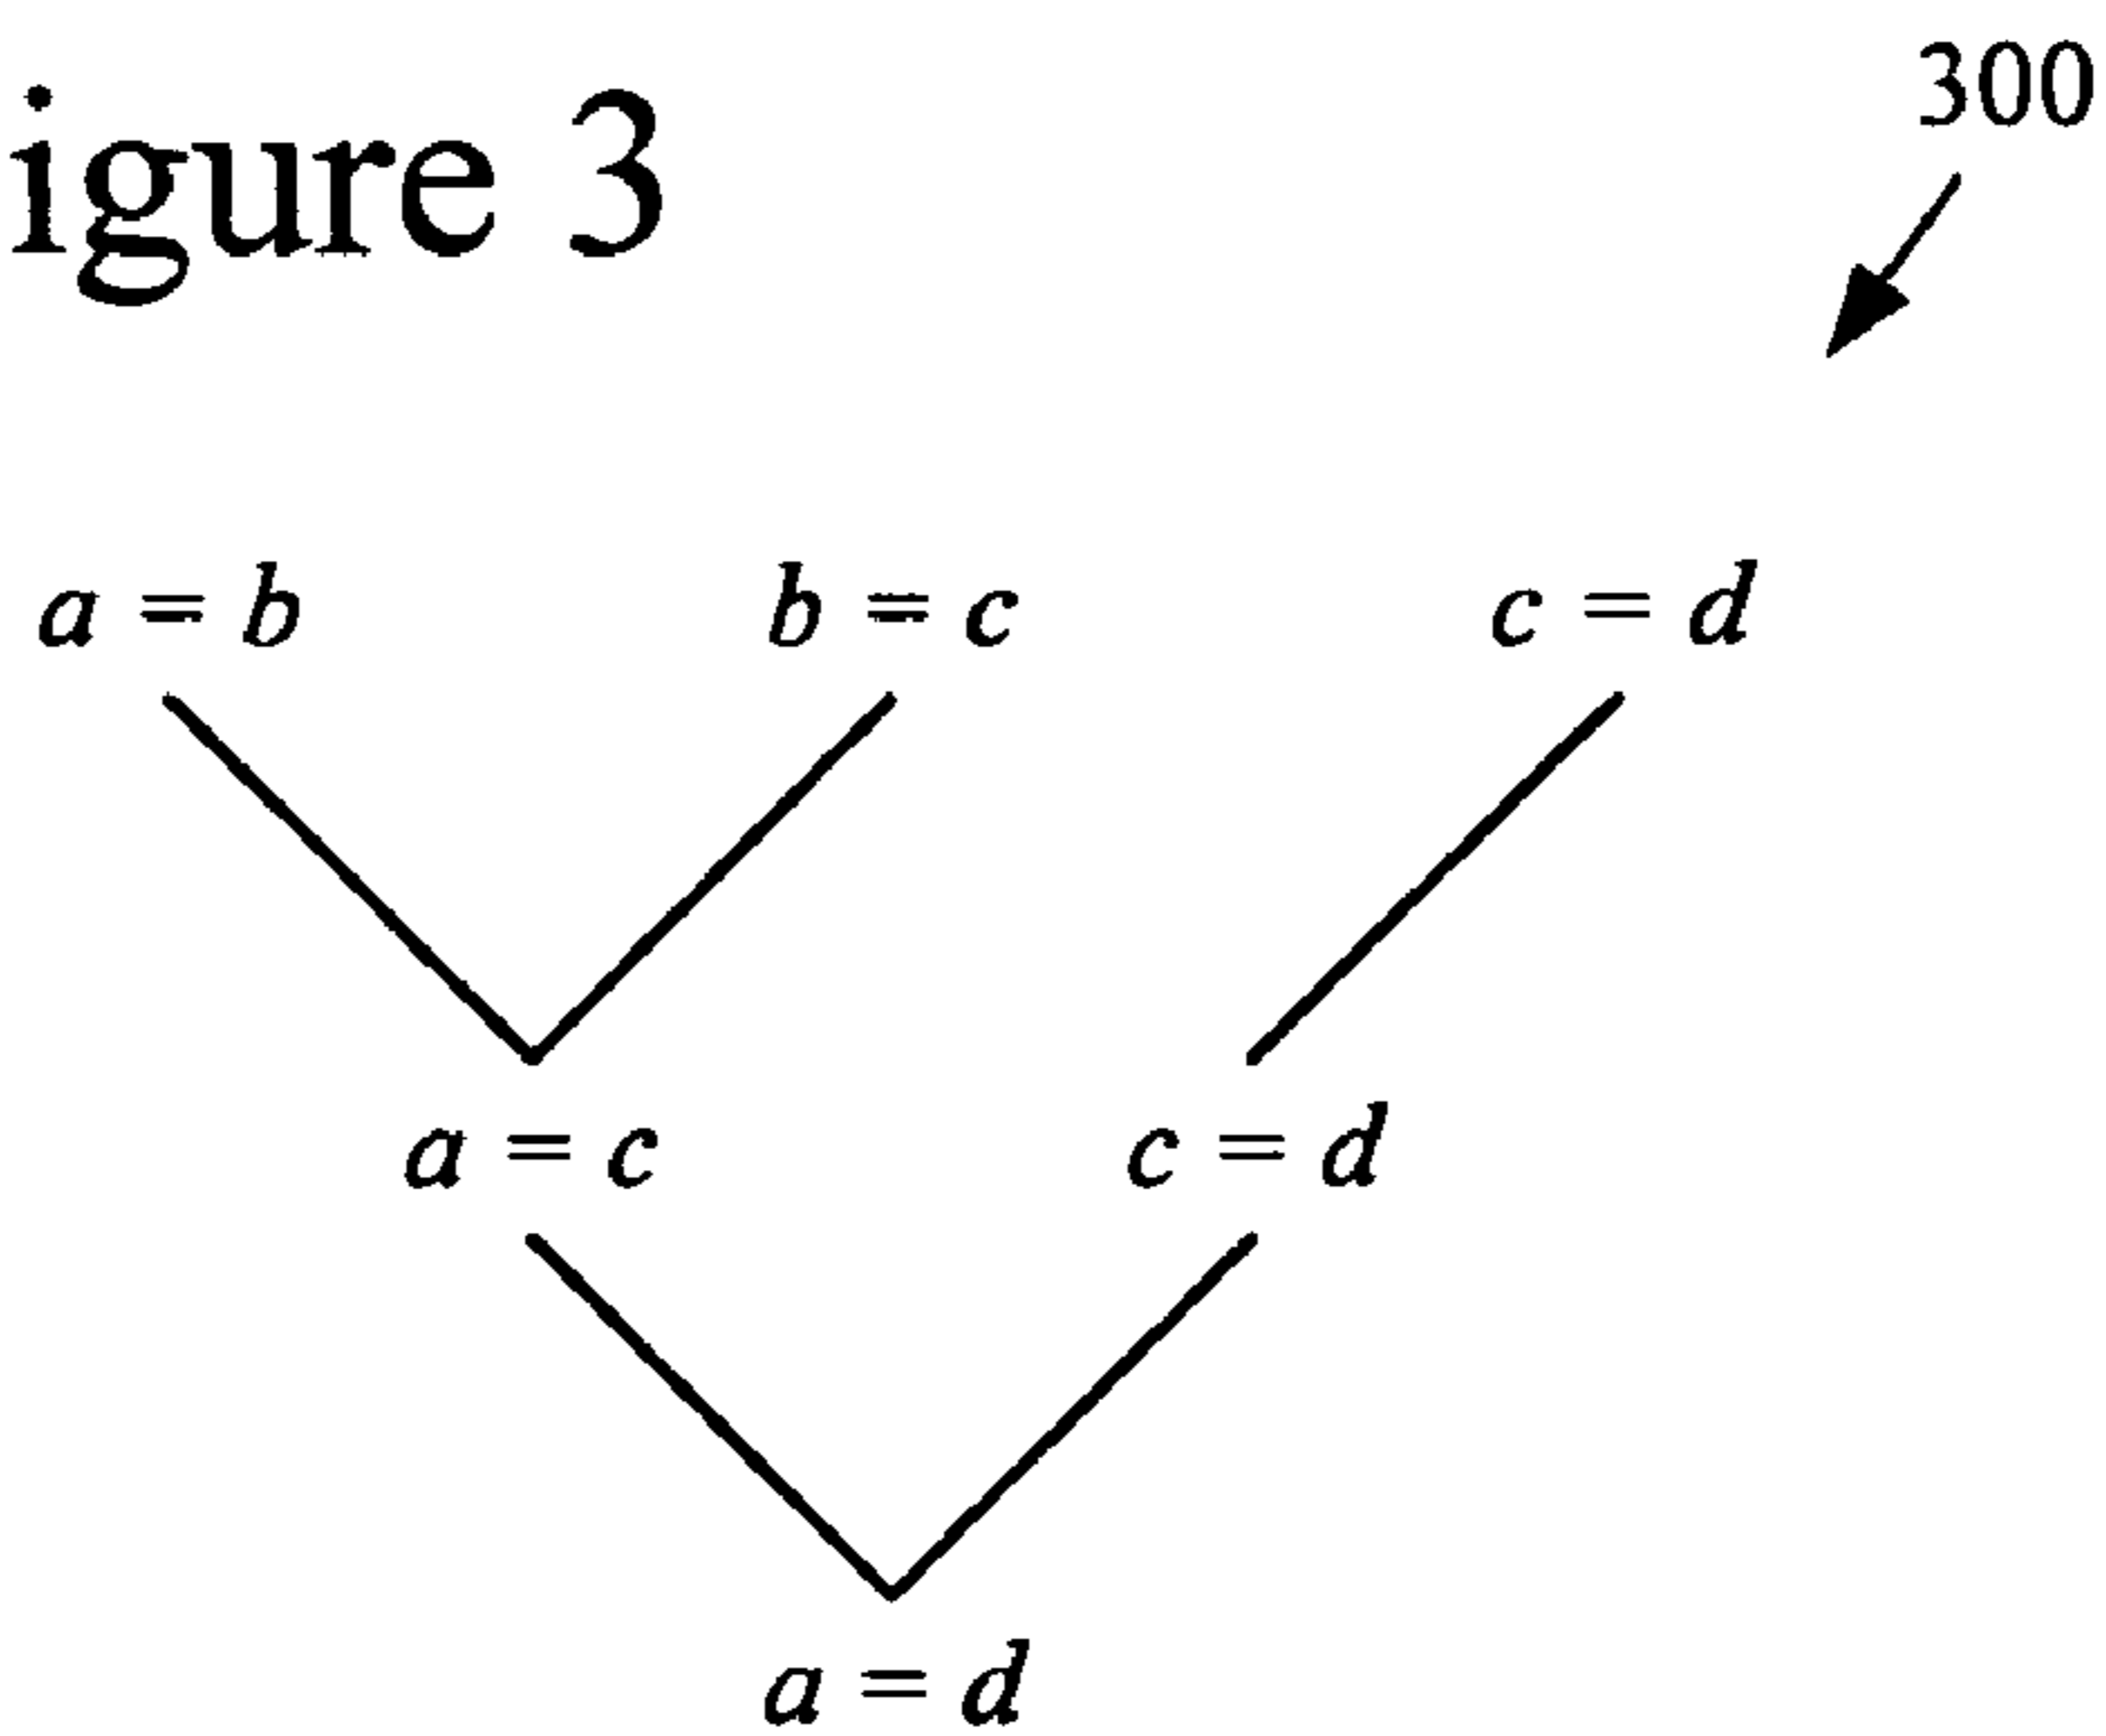 300
igure 3
a = b b = c c = d
a = c c = d
a = d